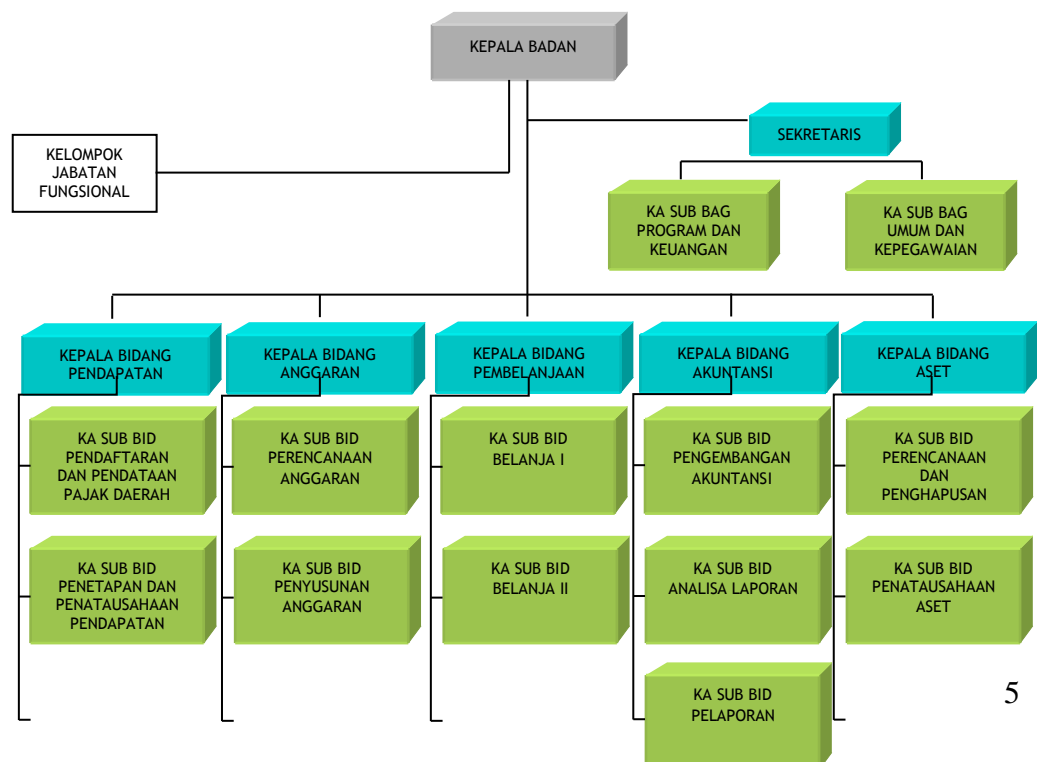 KEPALA BADAN
SEKRETARIS
KELOMPOK
JABATAN
FUNGSIONAL
KA SUB BAG
PROGRAM DAN
KEUANGAN
KA SUB BAG
UMUM DAN
KEPEGAWAIAN
KEPALA BIDANG
PENDAPATAN
KEPALA BIDANG
ANGGARAN
KEPALA BIDANG
PEMBELANJAAN
KEPALA BIDANG
AKUNTANSI
KEPALA BIDANG
ASET
KA SUB BID
PENDAFTARAN
DAN PENDATAAN
PAJAK DAERAH
KA SUB BID
PERENCANAAN
ANGGARAN
KA SUB BID
BELANJA I
KA SUB BID
PENGEMBANGAN
AKUNTANSI
KA SUB BID
PERENCANAAN
DAN
PENGHAPUSAN
KA SUB BID
PENETAPAN DAN
PENATAUSAHAAN
PENDAPATAN
KA SUB BID
PENYUSUNAN
ANGGARAN
KA SUB BID
BELANJA II
KA SUB BID
ANALISA LAPORAN
KA SUB BID
PENATAUSAHAAN
ASET
KA SUB BID
PELAPORAN
5